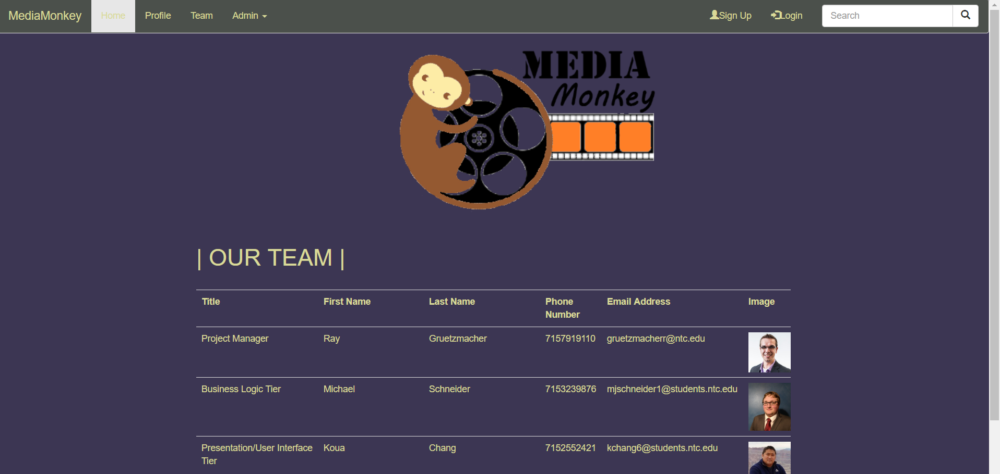 MediaMonkey Home Profile Team Admin Sign Up Login Search
MEDIA
Monkey
| OUR TEAM |
Title First Name Last Name Phone Number Email Address Image
Project Manager Ray Gruetzmacher 7157919110 gruetzmacherr@ntc.edu
Business Logic Tier Michael Schneider 7153239876 mjschneider1@students.ntc.edu
Presentation/User Interface Tier Koua Chang 7152552421 kchang6@students.ntc.edu